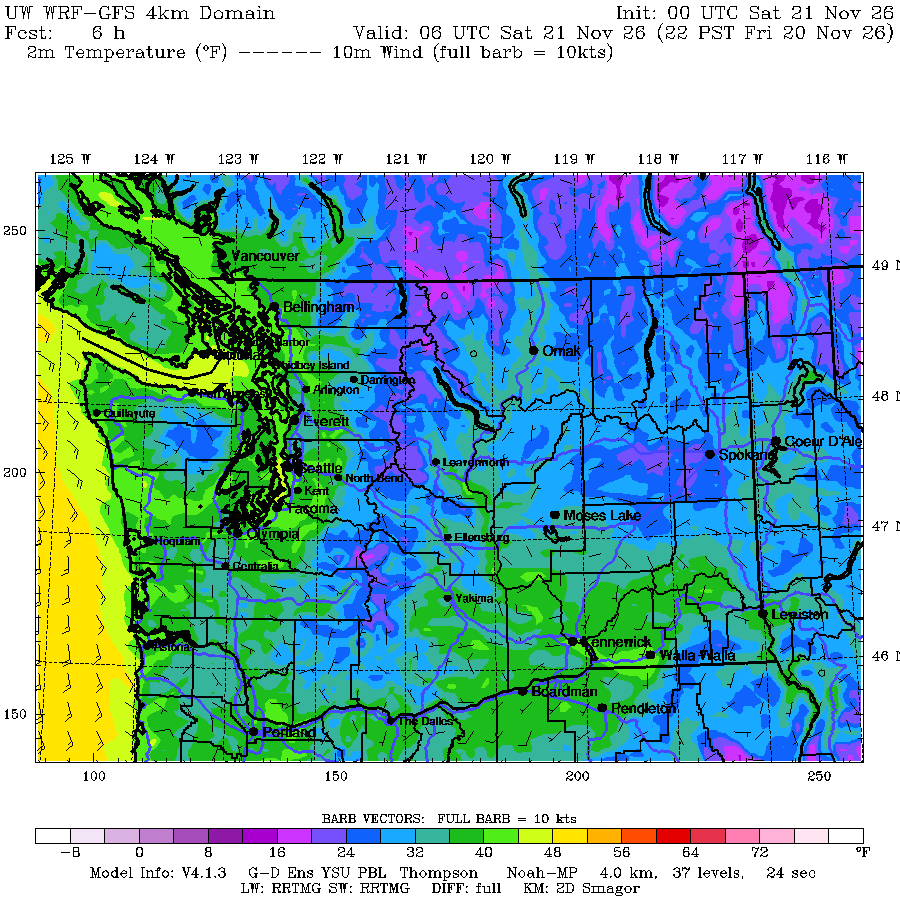 UW WRF-GFS 4km Domain Init: 00 UTC Sat 21 Nov 26
Fcst: 6 h Valid: 06 UTC Sat 21 Nov 26 (22 PST Fri 20 Nov 26)
2m Temperature (°F) ------ 10m Wind (full barb = 10kts)
125 W 124 W 123 W 122 W 121 W 120 W 119 W 118 W 117 W 116 W
250
Vancouver
49 N
Bellingham
Harbor
Omak
Whidbey Island
Darrington
Arlington
48 N
Quillayute
Everett
Coeur D'Alene
Spokane
Leavenworth
Seattle
200
North Bend
Kent
Tacoma
Moses Lake
47 N
Olympia
Ellensburg
Hoquiam
Centralia
Yakima
Lewiston
Kennewick
Astoria
Walla Walla
46 N
Boardman
Pendleton
150
The Dalles
Portland
100 150 200 250
BARB VECTORS: FULL BARB = 10 kts
-8 0 8 16 24 32 40 48 56 64 72 °F
Model Info: V4.1.3 G-D Ens YSU PBL Thompson Noah-MP 4.0 km, 37 levels, 24 sec
LW: RRTMG SW: RRTMG DIFF: full KM: 2D Smagor